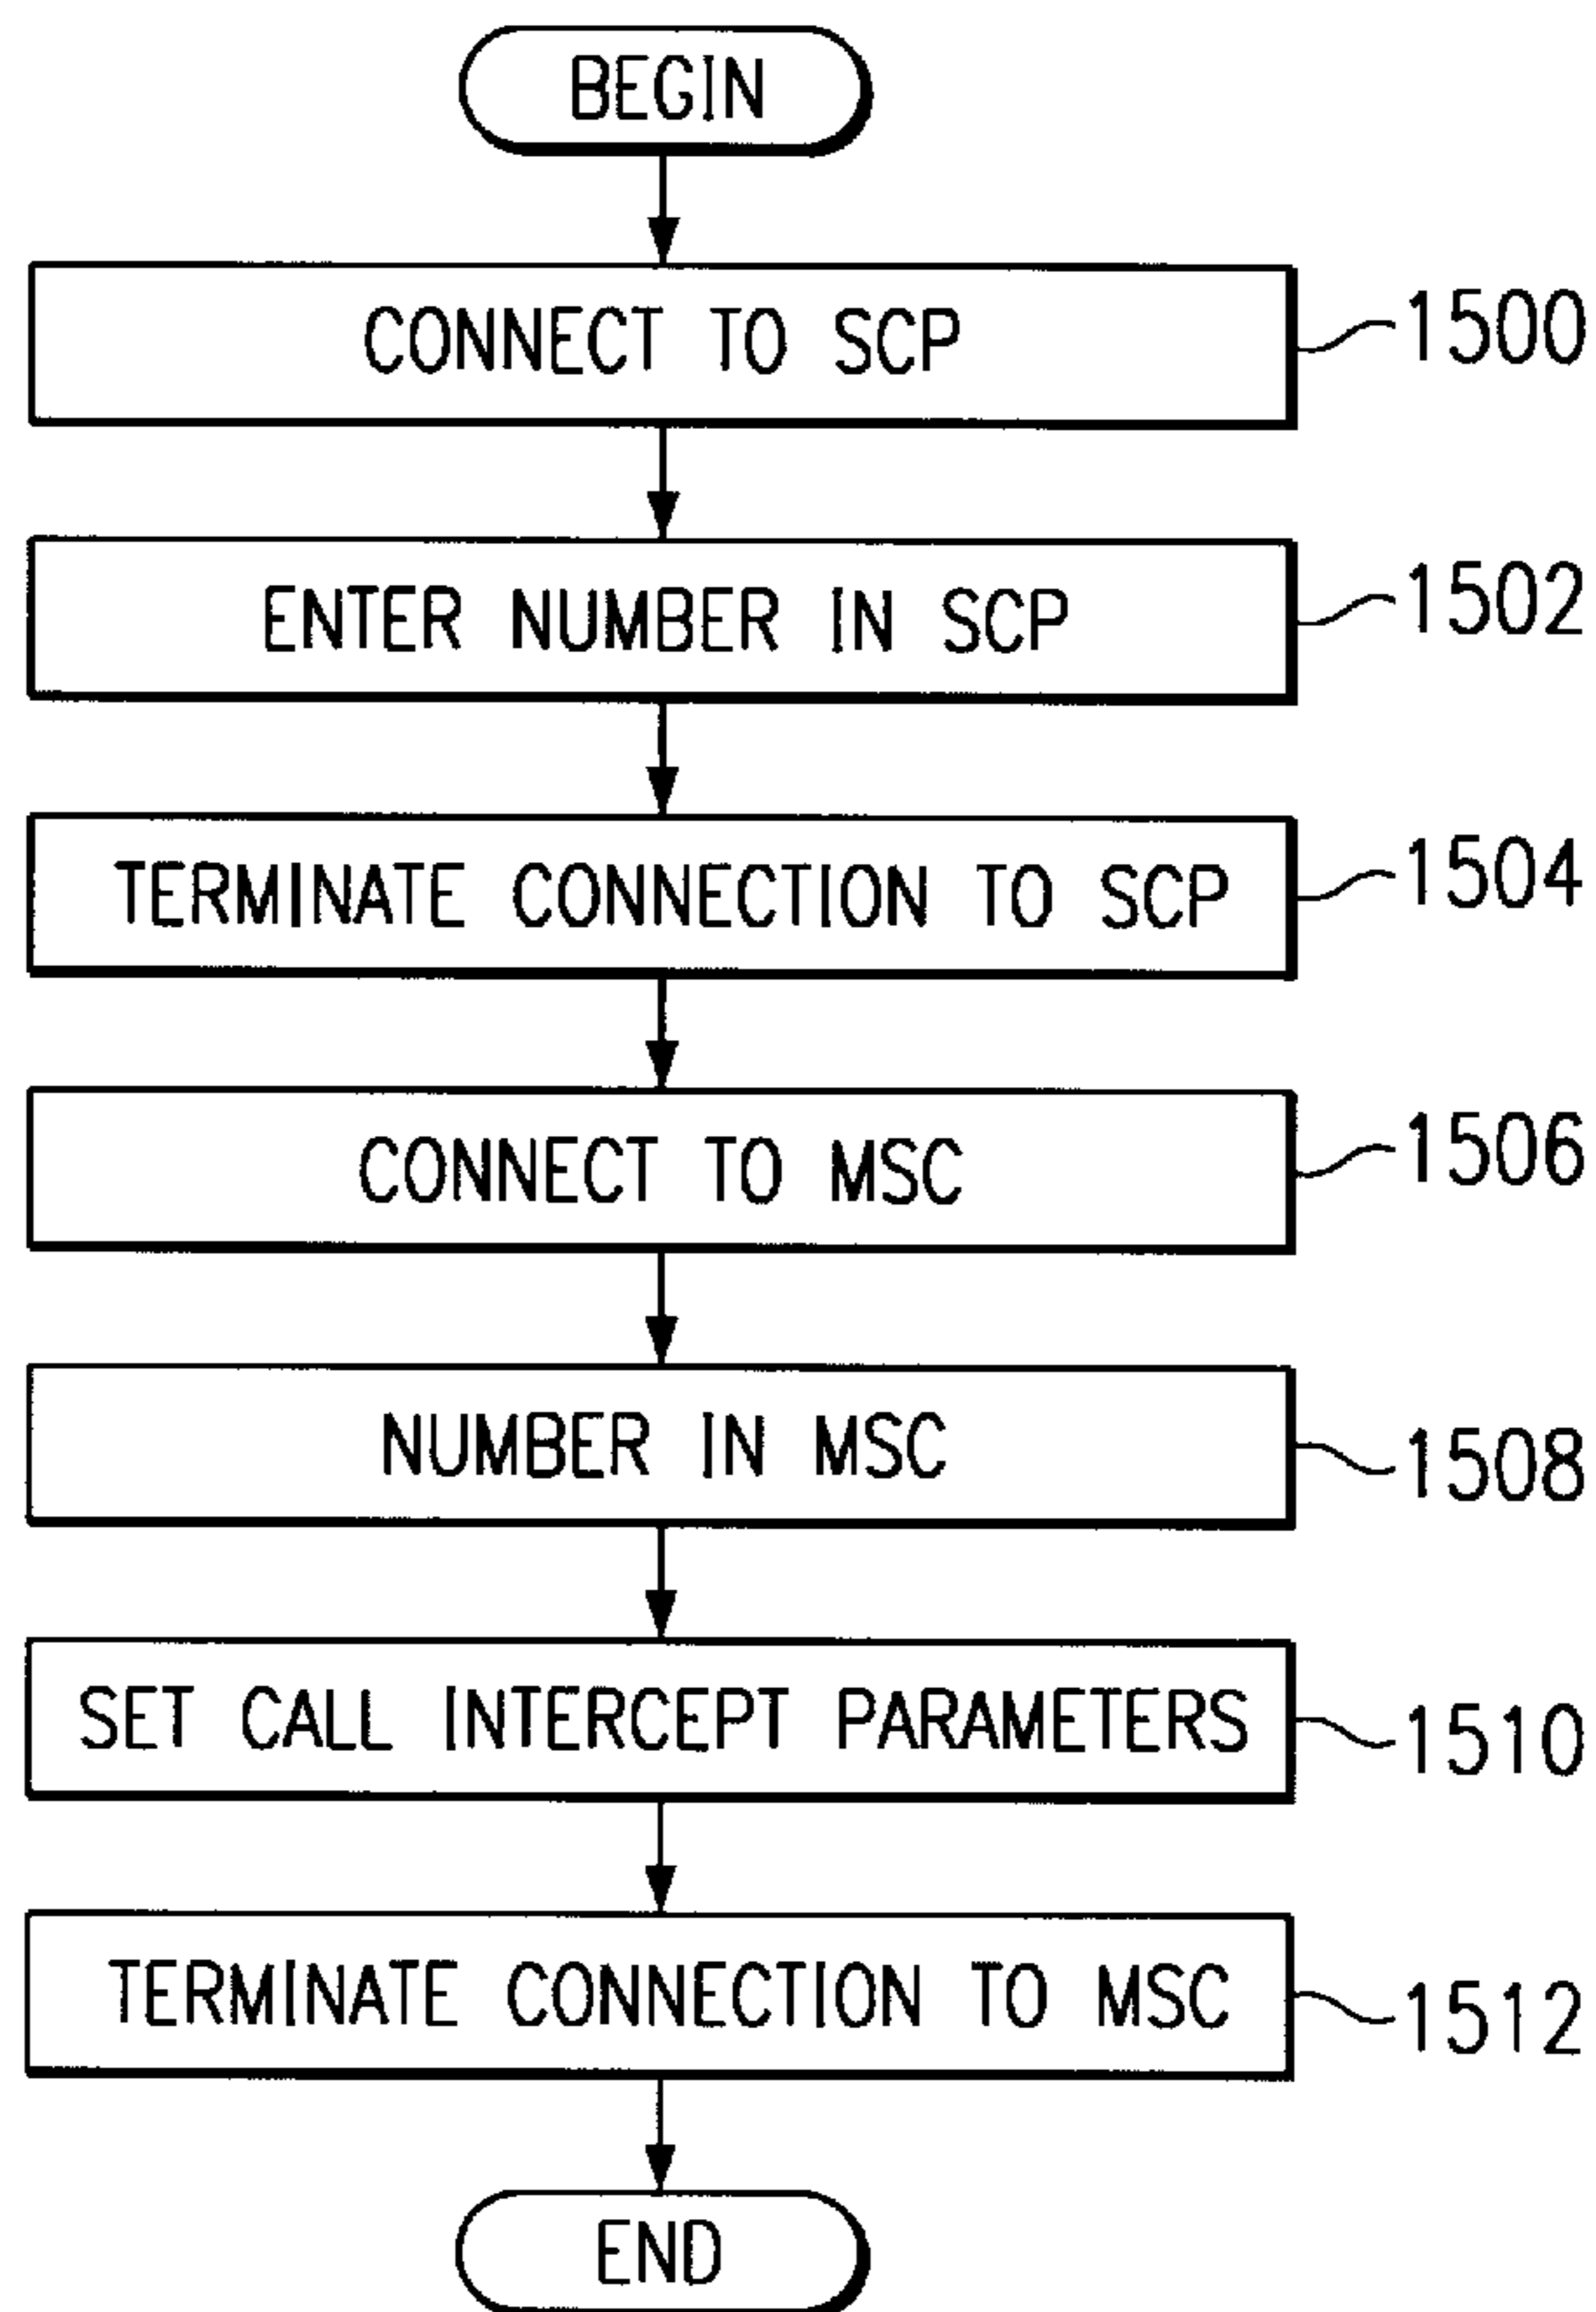 BEGIN
CONNECT TO SCP
1500
ENTER NUMBER IN SCP
1502
TERMINATE CONNECTION TO SCP
1504
CONNECT TO MSC
1506
NUMBER IN MSC
1508
SET CALL INTERCEPT PARAMETERS
1510
TERMINATE CONNECTION TO MSC
1512
END